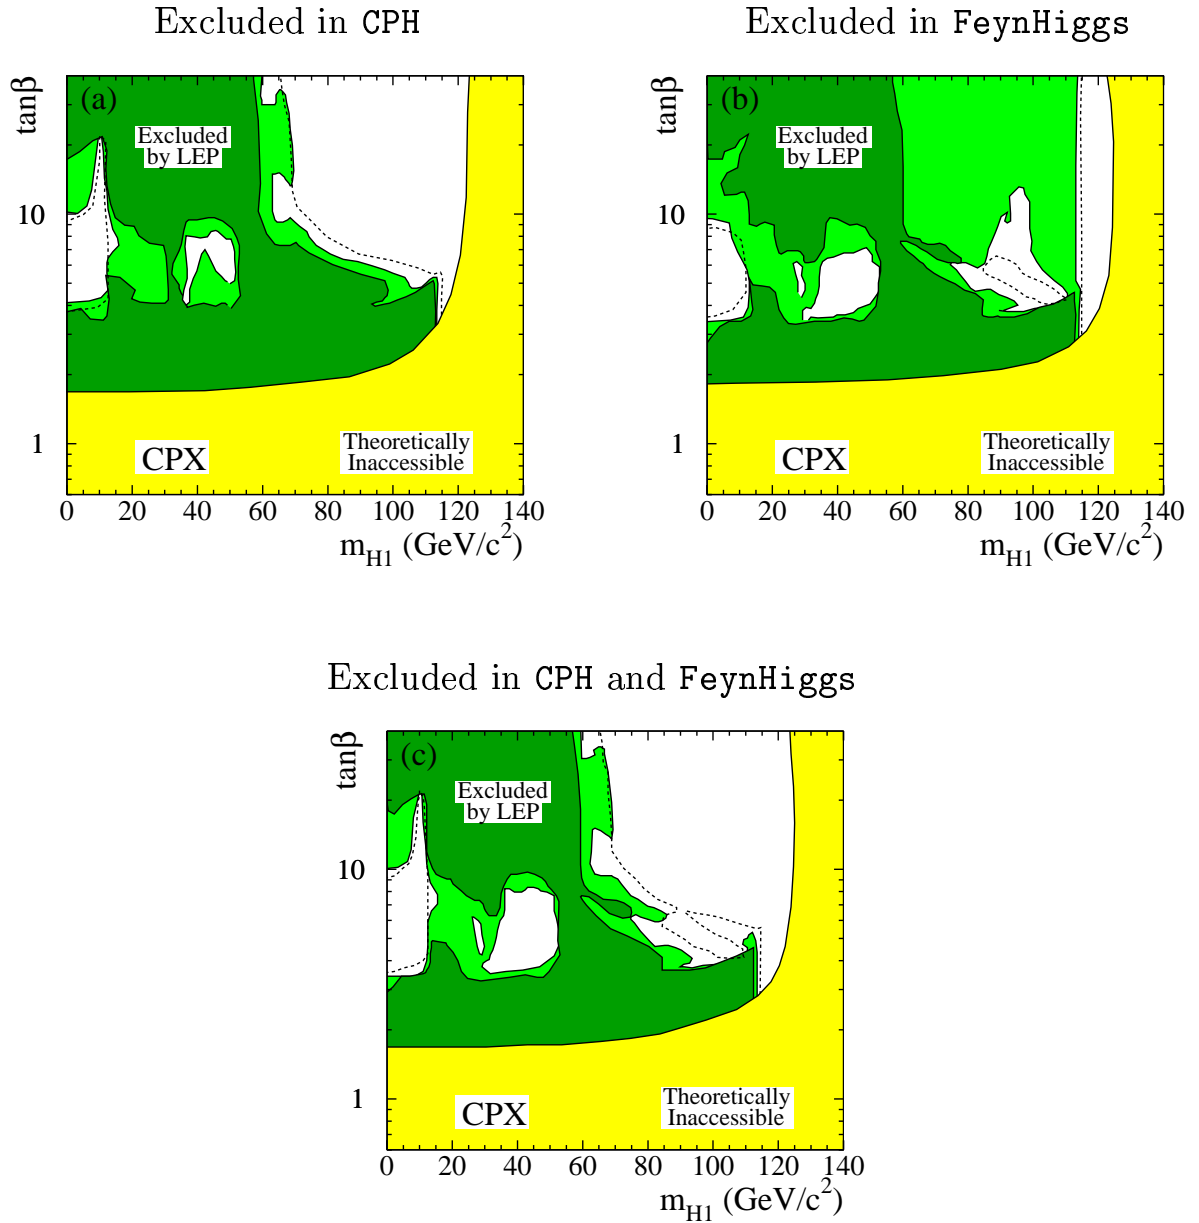 Excluded in CPH
tanβ
(a)
Excluded
by LEP
10
1
CPX
Theoretically
Inaccessible
0 20 40 60 80 100 120 140
m_H1 (GeV/c²)
Excluded in FeynHiggs
tanβ
(b)
Excluded
by LEP
10
1
CPX
Theoretically
Inaccessible
0 20 40 60 80 100 120 140
m_H1 (GeV/c²)
Excluded in CPH and FeynHiggs
tanβ
(c)
Excluded
by LEP
10
1
CPX
Theoretically
Inaccessible
0 20 40 60 80 100 120 140
m_H1 (GeV/c²)